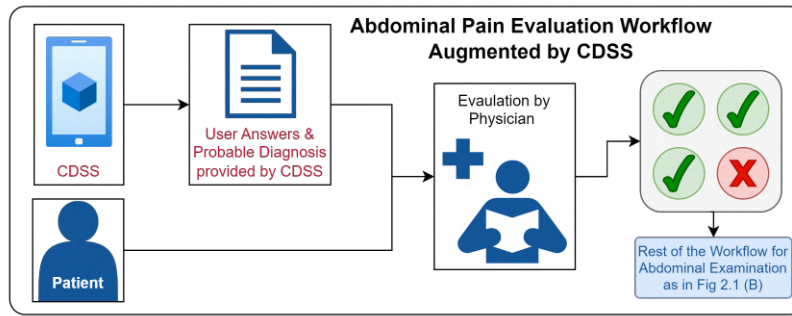 Abdominal Pain Evaluation Workflow
Augmented by CDSS
CDSS
User Answers &
Probable Diagnosis
provided by CDSS
Patient
Evaulation by
Physician
Rest of the Workflow for
Abdominal Examination
as in Fig 2.1 (B)